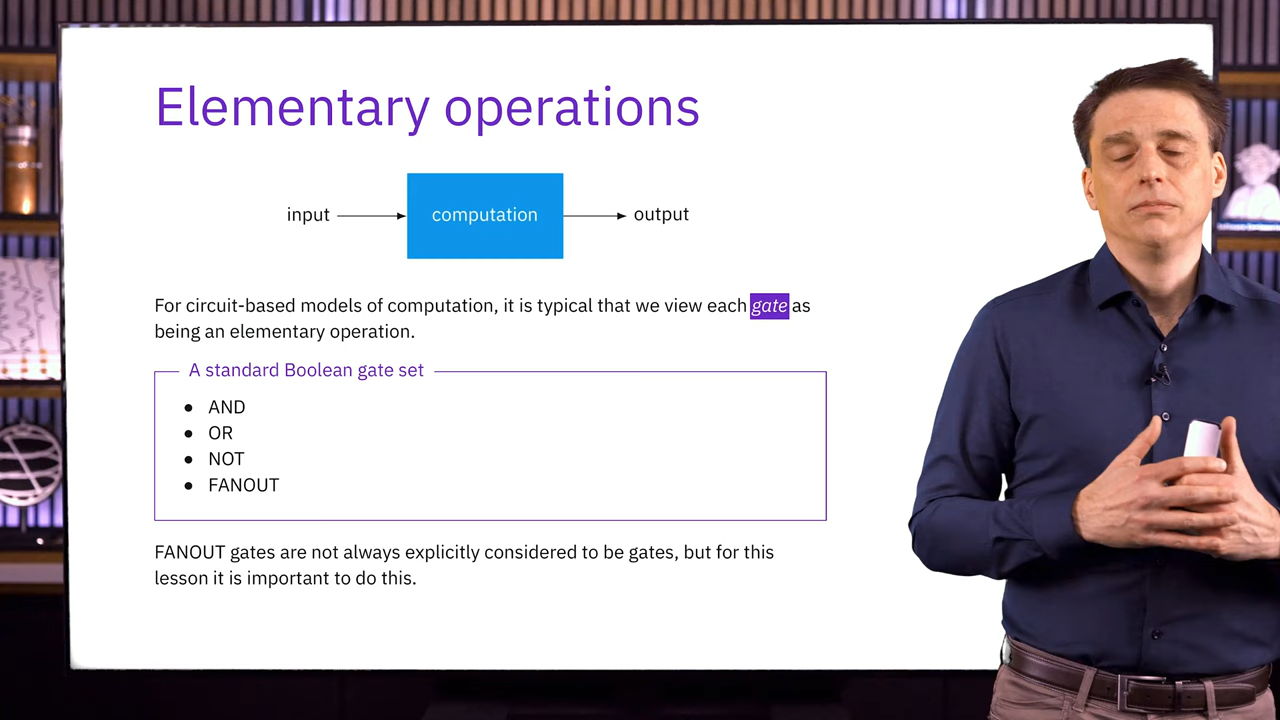 Elementary operations
input
computation
output
For circuit-based models of computation, it is typical that we view each gate as
being an elementary operation.
A standard Boolean gate set
● AND
● OR
● NOT
● FANOUT
FANOUT gates are not always explicitly considered to be gates, but for this
lesson it is important to do this.